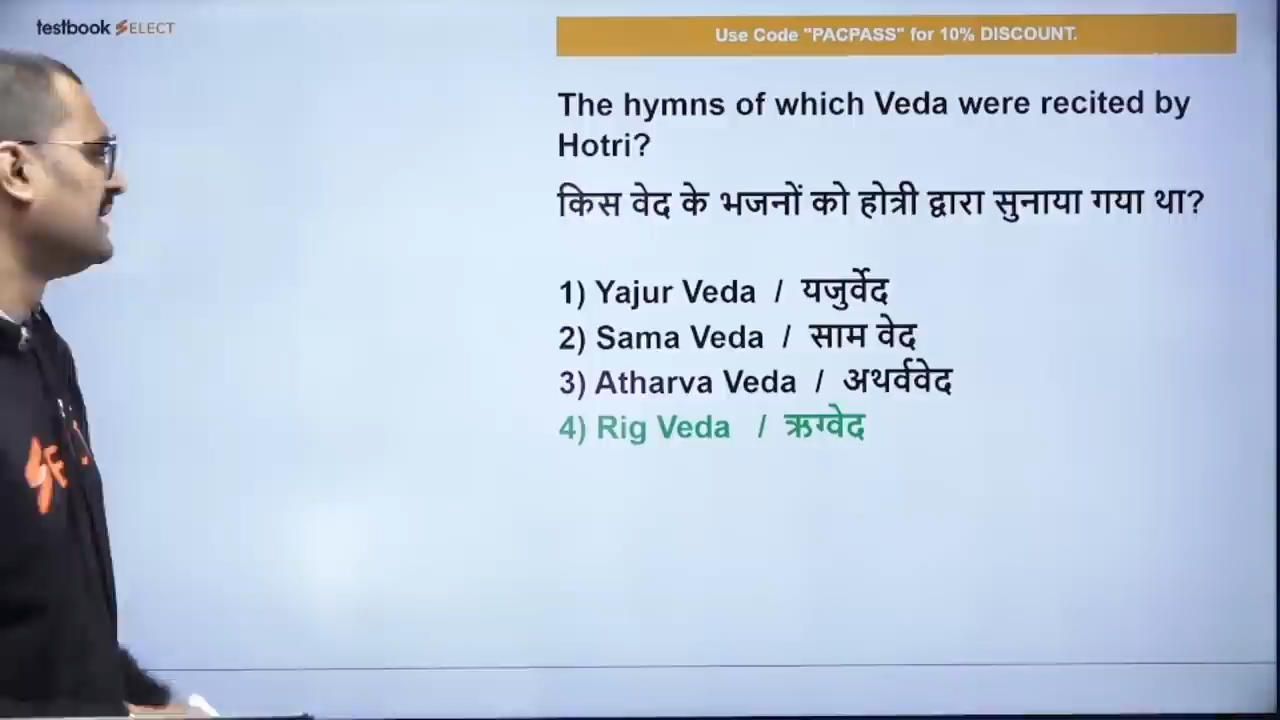 testbook SELECT
Use Code "PACPASS" for 10% DISCOUNT.
The hymns of which Veda were recited by
Hotri?
किस वेद के भजनों को होत्री द्वारा सुनाया गया था?
1) Yajur Veda / यजुर्वेद
2) Sama Veda / साम वेद
3) Atharva Veda / अथर्ववेद
4) Rig Veda / ऋग्वेद